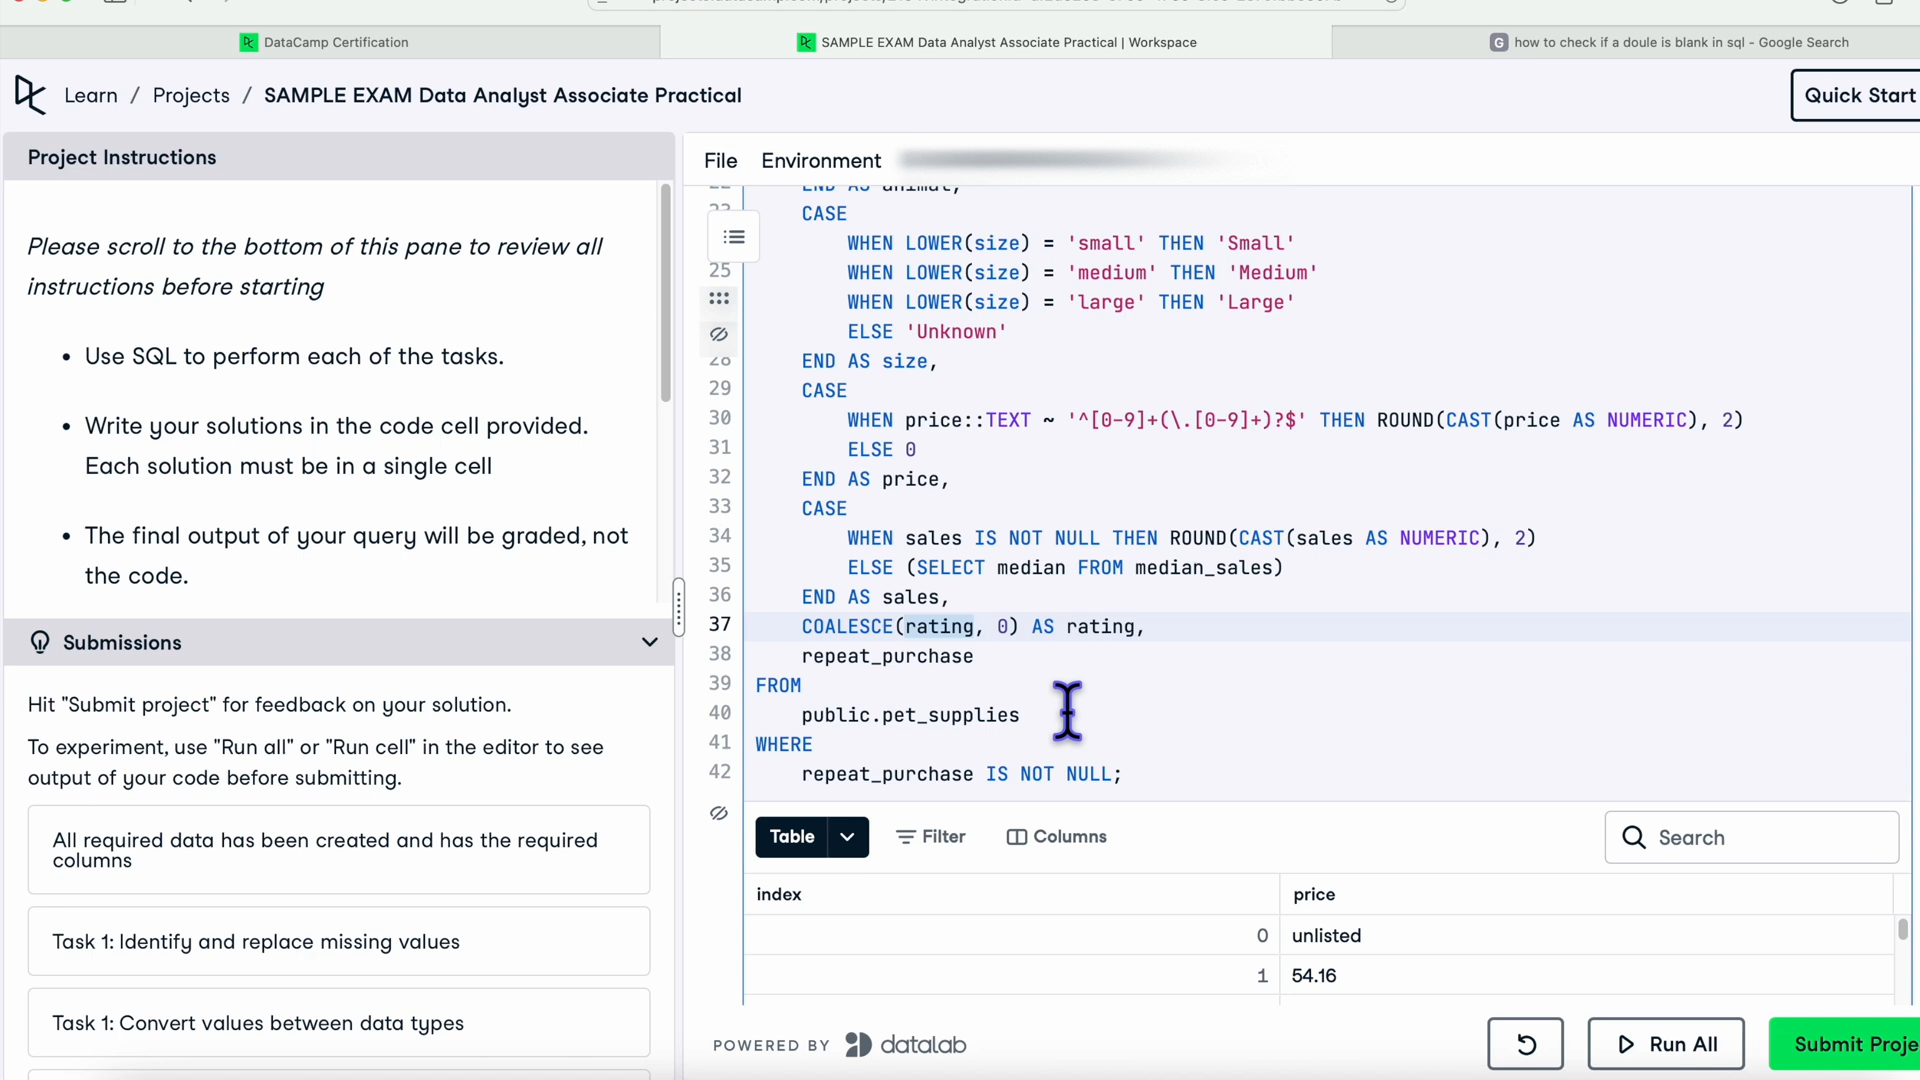 DataCamp Certification
SAMPLE EXAM Data Analyst Associate Practical | Workspace
G how to check if a doule is blank in sql - Google Search
Learn / Projects / SAMPLE EXAM Data Analyst Associate Practical
Quick Start
Project Instructions
Please scroll to the bottom of this pane to review all
instructions before starting
• Use SQL to perform each of the tasks.
• Write your solutions in the code cell provided.
Each solution must be in a single cell
• The final output of your query will be graded, not
the code.
Submissions
Hit "Submit project" for feedback on your solution.
To experiment, use "Run all" or "Run cell" in the editor to see
output of your code before submitting.
All required data has been created and has the required
columns
Task 1: Identify and replace missing values
Task 1: Convert values between data types
File Environment
22 END AS animal,
23 CASE
WHEN LOWER(size) = 'small' THEN 'Small'
25 WHEN LOWER(size) = 'medium' THEN 'Medium'
WHEN LOWER(size) = 'large' THEN 'Large'
ELSE 'Unknown'
28 END AS size,
29 CASE
30 WHEN price::TEXT ~ '^[0-9]+(\.[0-9]+)?$' THEN ROUND(CAST(price AS NUMERIC), 2)
31 ELSE 0
32 END AS price,
33 CASE
34 WHEN sales IS NOT NULL THEN ROUND(CAST(sales AS NUMERIC), 2)
35 ELSE (SELECT median FROM median_sales)
36 END AS sales,
37 COALESCE(rating, 0) AS rating,
38 repeat_purchase
39 FROM
40 public.pet_supplies
41 WHERE
42 repeat_purchase IS NOT NULL;
Table Filter Columns Search
index price
0 unlisted
1 54.16
POWERED BY datalab
Run All
Submit Proje